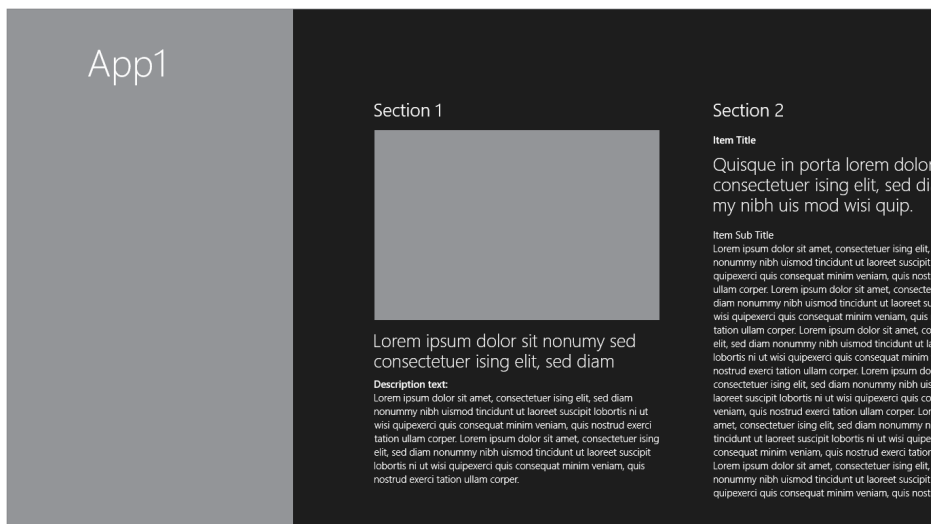 App1
Section 1
Lorem ipsum dolor sit nonumy sed
consectetuer ising elit, sed diam
Description text:
Lorem ipsum dolor sit amet, consectetuer ising elit, sed diam
nonummy nibh uismod tincidunt ut laoreet suscipit lobortis ni ut
wisi quipexerci quis consequat minim veniam, quis nostrud exerci
tation ullam corper. Lorem ipsum dolor sit amet, consectetuer ising
elit, sed diam nonummy nibh uismod tincidunt ut laoreet suscipit
lobortis ni ut wisi quipexerci quis consequat minim veniam, quis
nostrud exerci tation ullam corper.
Section 2
Item Title
Quisque in porta lorem dolor
consectetuer ising elit, sed di
my nibh uis mod wisi quip.
Item Sub Title
Lorem ipsum dolor sit amet, consectetuer ising elit,
nonummy nibh uismod tincidunt ut laoreet suscipit
quipexerci quis consequat minim veniam, quis nost
ullam corper. Lorem ipsum dolor sit amet, consecte
diam nonummy nibh uismod tincidunt ut laoreet su
wisi quipexerci quis consequat minim veniam, quis
tation ullam corper. Lorem ipsum dolor sit amet, co
elit, sed diam nonummy nibh uismod tincidunt ut la
lobortis ni ut wisi quipexerci quis consequat minim
nostrud exerci tation ullam corper. Lorem ipsum do
consectetuer ising elit, sed diam nonummy nibh uis
laoreet suscipit lobortis ni ut wisi quipexerci quis co
veniam, quis nostrud exerci tation ullam corper. Lor
amet, consectetuer ising elit, sed diam nonummy n
tincidunt ut laoreet suscipit lobortis ni ut wisi quipe
consequat minim veniam, quis nostrud exerci tation
Lorem ipsum dolor sit amet, consectetuer ising elit,
nonummy nibh uismod tincidunt ut laoreet suscipit
quipexerci quis consequat minim veniam, quis nost